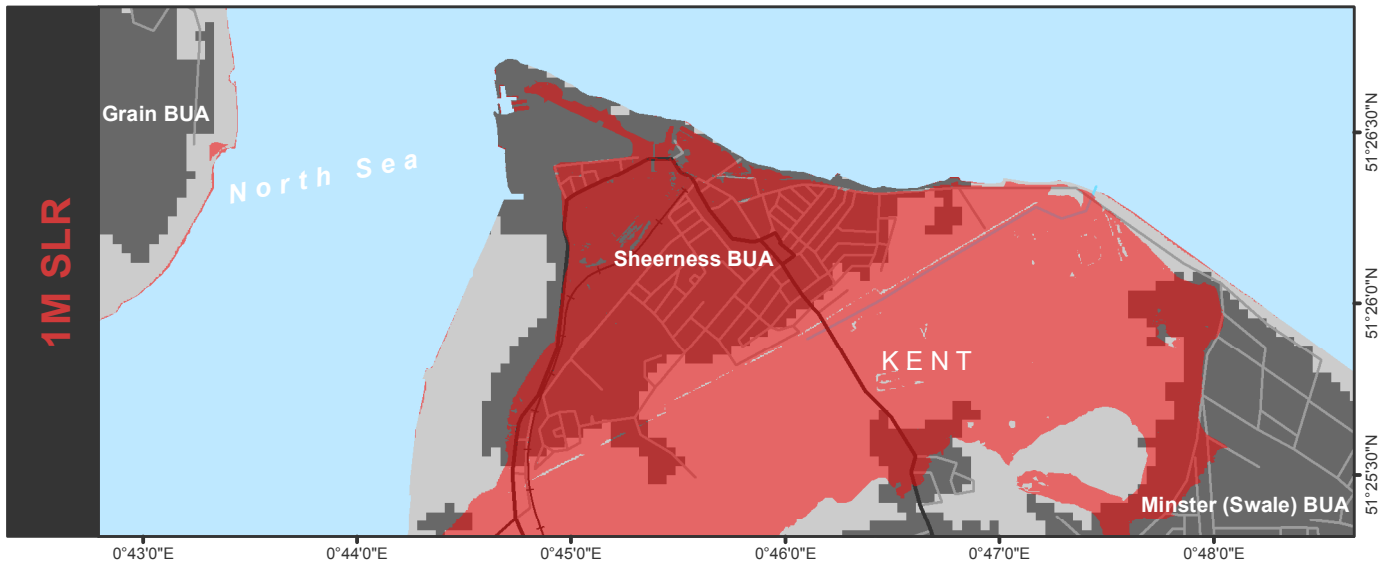 1M SLR
Grain BUA
North Sea
Sheerness BUA
KENT
Minster (Swale) BUA
51°26'30"N
51°26'0"N
51°25'30"N
0°43'0"E
0°44'0"E
0°45'0"E
0°46'0"E
0°47'0"E
0°48'0"E